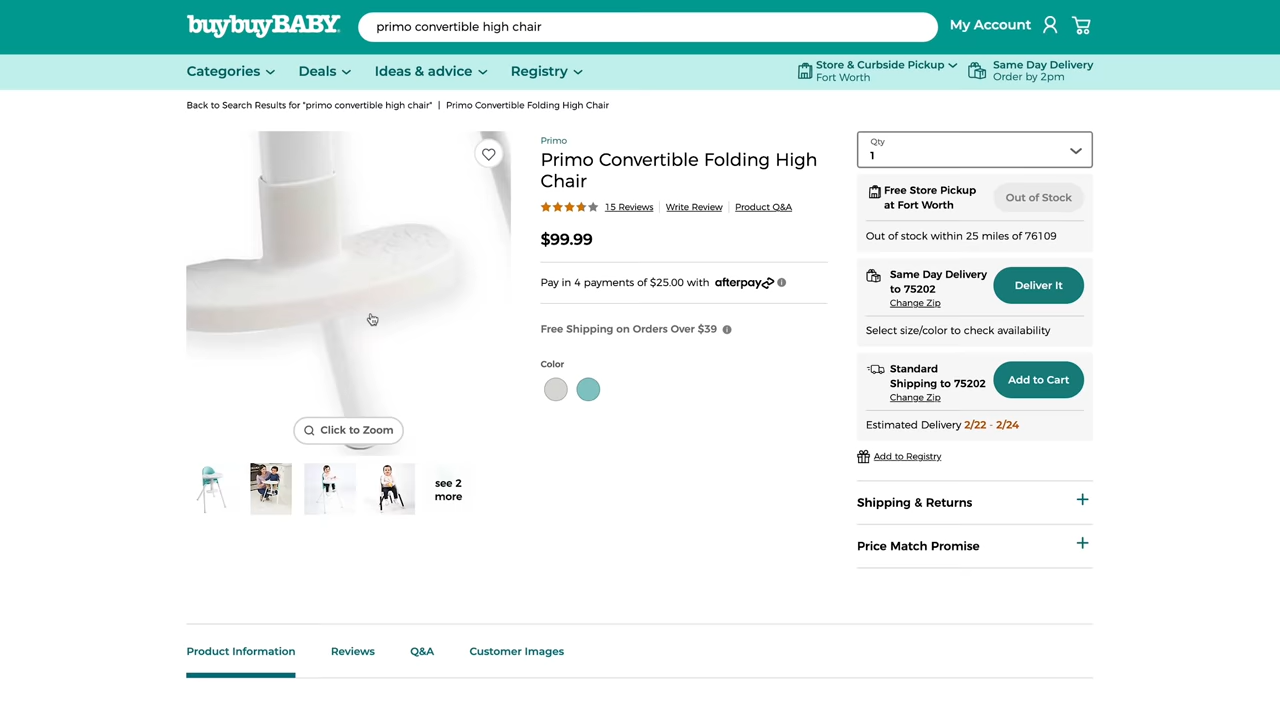 buybuyBABY
primo convertible high chair
My Account
Categories
Deals
Ideas & advice
Registry
Store & Curbside Pickup
Fort Worth
Same Day Delivery
Order by 2pm
Back to Search Results for "primo convertible high chair" | Primo Convertible Folding High Chair
Click to Zoom
see 2
more
Primo
Primo Convertible Folding High
Chair
15 Reviews
Write Review
Product Q&A
$99.99
Pay in 4 payments of $25.00 with afterpay
Free Shipping on Orders Over $39
Color
Qty
1
Free Store Pickup
at Fort Worth
Out of Stock
Out of stock within 25 miles of 76109
Same Day Delivery
to 75202
Change Zip
Deliver It
Select size/color to check availability
Standard
Shipping to 75202
Change Zip
Add to Cart
Estimated Delivery 2/22 - 2/24
Add to Registry
Shipping & Returns
Price Match Promise
Product Information
Reviews
Q&A
Customer Images